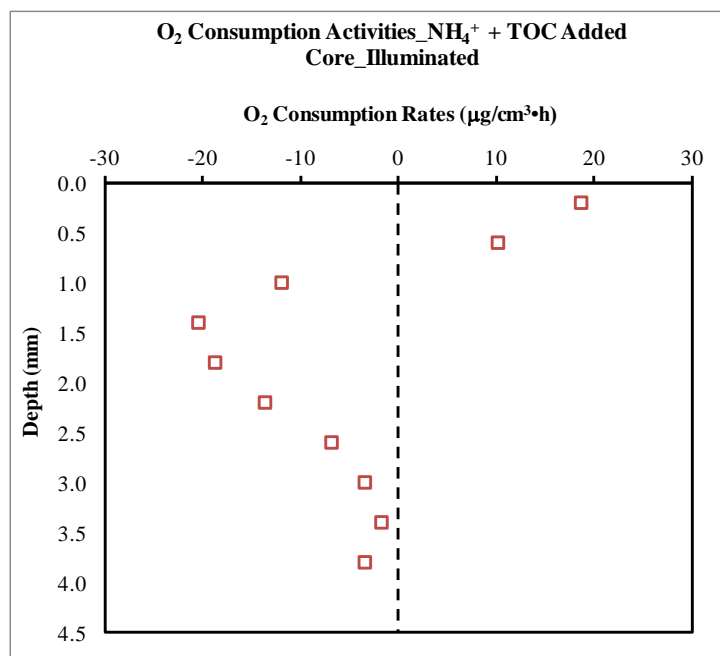 O₂ Consumption Activities_NH₄⁺ + TOC Added
Core_Illuminated
O₂ Consumption Rates (μg/cm³•h)
-30 -20 -10 0 10 20 30
0.0
0.5
1.0
1.5
2.0
2.5
3.0
3.5
4.0
4.5
Depth (mm)